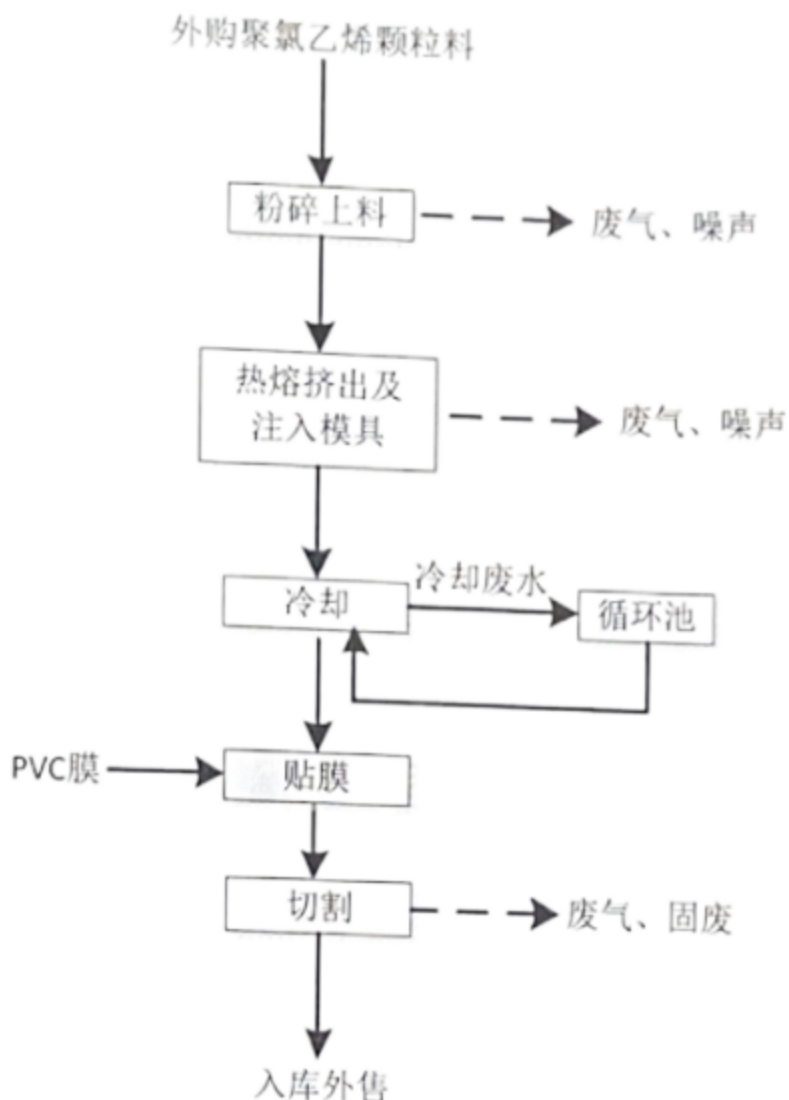 外购聚氯乙烯颗粒料
粉碎上料
废气、噪声
热熔挤出及
注入模具
废气、噪声
冷却
冷却废水
循环池
PVC膜
贴膜
切割
废气、固废
入库外售